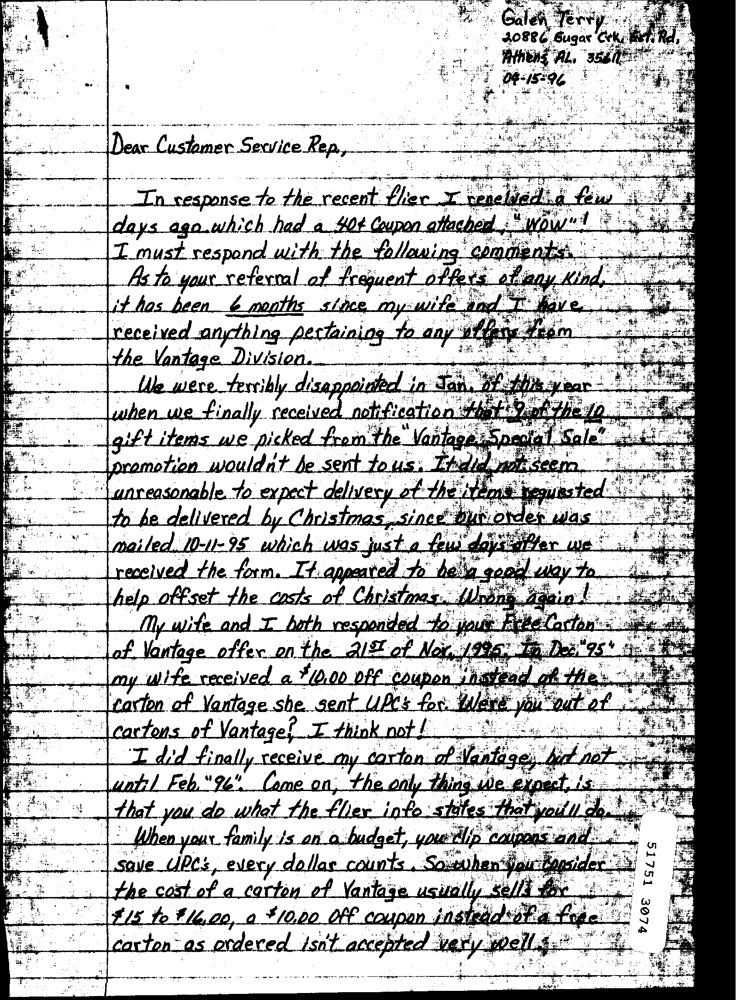 Galen Terry
20886 Sugar Crk. Est. Rd.
Athens, AL. 35611
04-15-96
Dear Customer Service Rep,
In response to the recent flier I received a few
days ago which had a 40¢ Coupon attached, "WOW"!
I must respond with the following comments.
As to your referral of frequent offers of any Kind,
it has been 6 months since my wife and I have
received anything pertaining to any offers from
the Vantage Division.
We were terribly disappointed in Jan. of this year
when we finally received notification that 9 of the 10
gift items we picked from the "Vantage Special Sale"
promotion wouldn't be sent to us. It did not seem
unreasonable to expect delivery of the items requested
to be delivered by Christmas, since our order was
mailed 10-11-95 which was just a few days after we
received the form. It appeared to be a good way to
help offset the costs of Christmas. Wrong again!
My wife and I both responded to your Free Carton
of Vantage offer on the 21ST of Nov. 1995. In Dec. "95"
my wife received a $10.00 off coupon instead of the
carton of Vantage she sent UPC's for. Were you out of
cartons of Vantage? I think not!
I did finally receive my carton of Vantage, but not
until Feb. "96". Come on, the only thing we expect, is
that you do what the flier info states that you'll do.
When your family is on a budget, you clip coupons and
save UPC's, every dollar counts. So when you consider
the cost of a carton of Vantage usually sells for
$15 to $16.00, a $10.00 Off coupon instead of a free
carton as ordered isn't accepted very well.
51751 3074